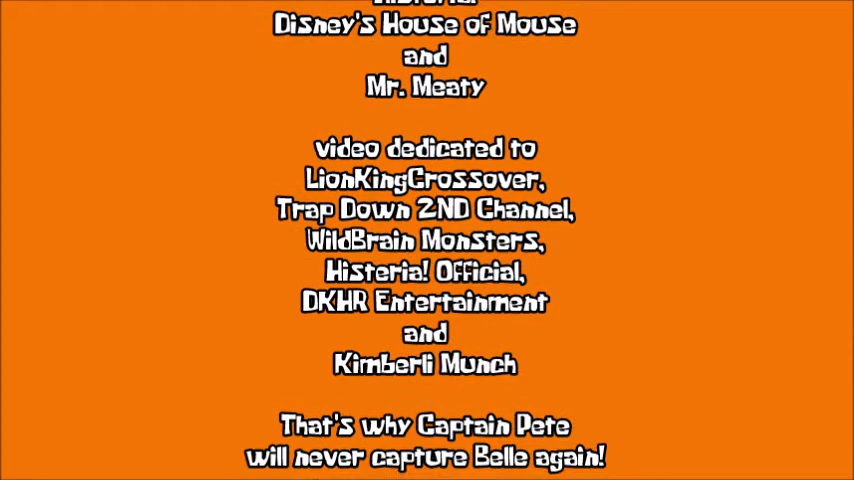 Disney's House of Mouse
and
Mr. Meaty
video dedicated to
LionKingCrossover,
Trap Down 2ND Channel,
WildBrain Monsters,
Histeria! Official,
DKHR Entertainment
and
Kimberli Munch
That's why Captain Pete
will never capture Belle again!